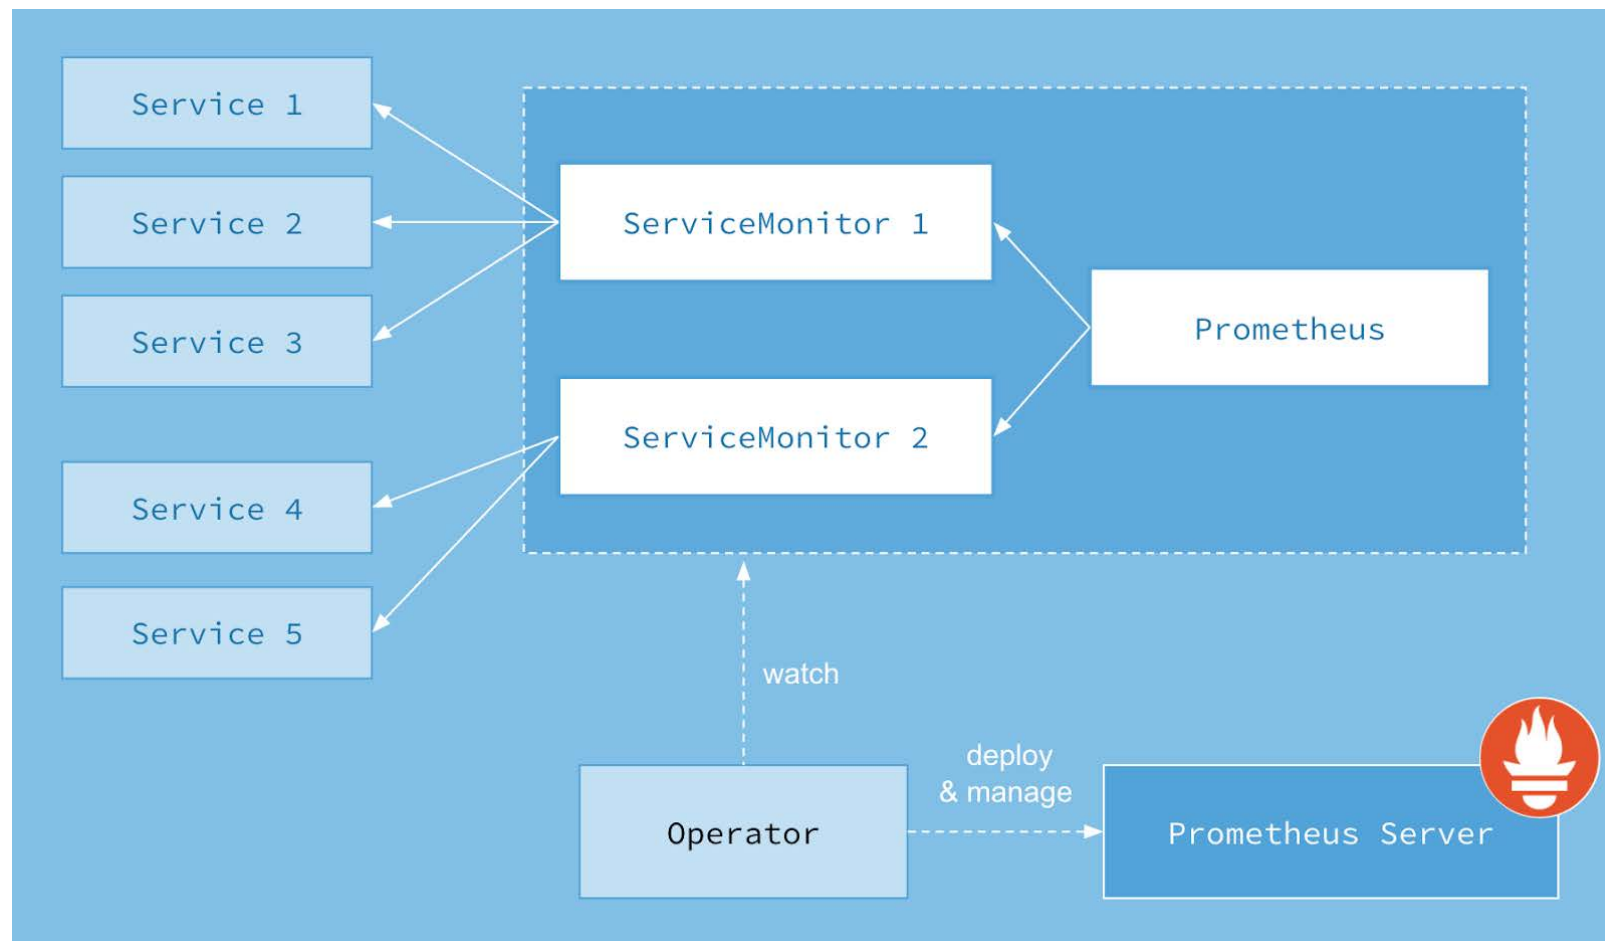 Service 1
Service 2
Service 3
Service 4
Service 5
ServiceMonitor 1
ServiceMonitor 2
Prometheus
watch
deploy
& manage
Operator
Prometheus Server